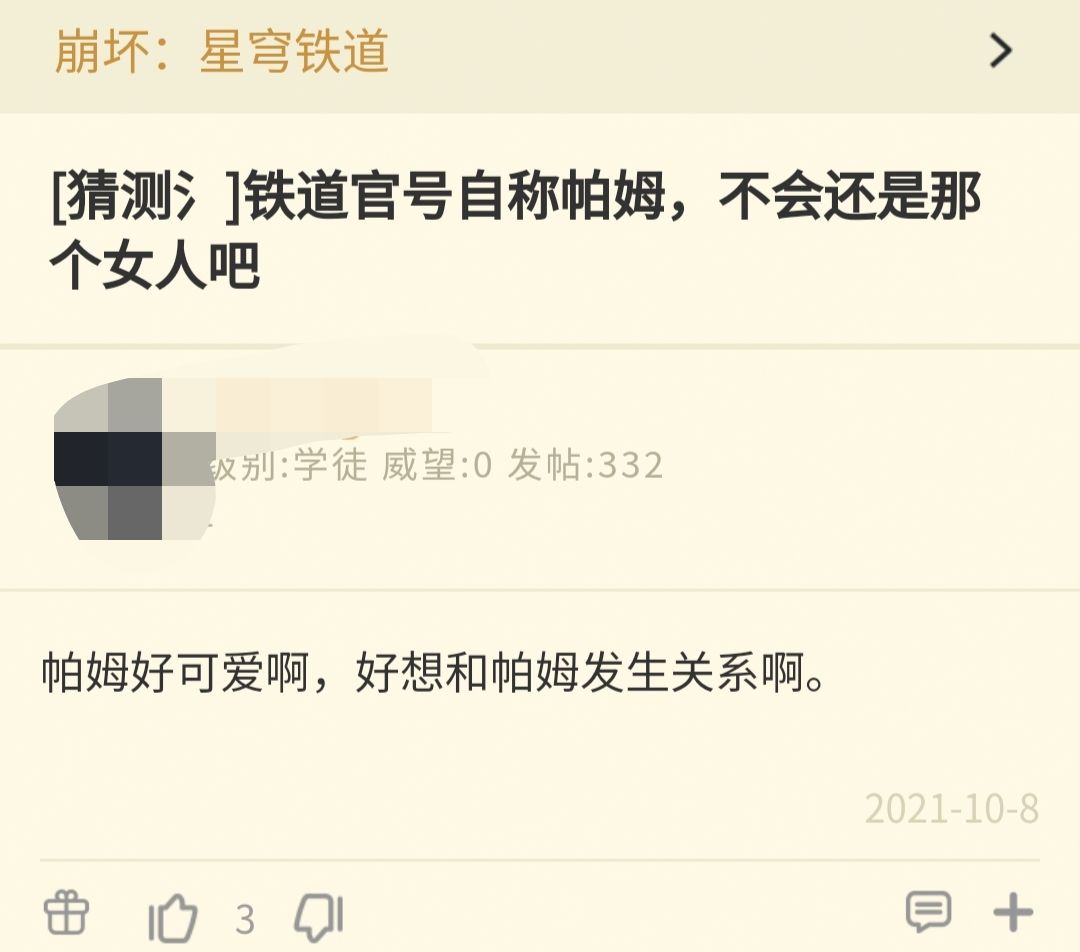 崩坏：星穹铁道
[猜测氵]铁道官号自称帕姆，不会还是那
个女人吧
级别:学徒 威望:0 发帖:332
帕姆好可爱啊，好想和帕姆发生关系啊。
2021-10-8
3